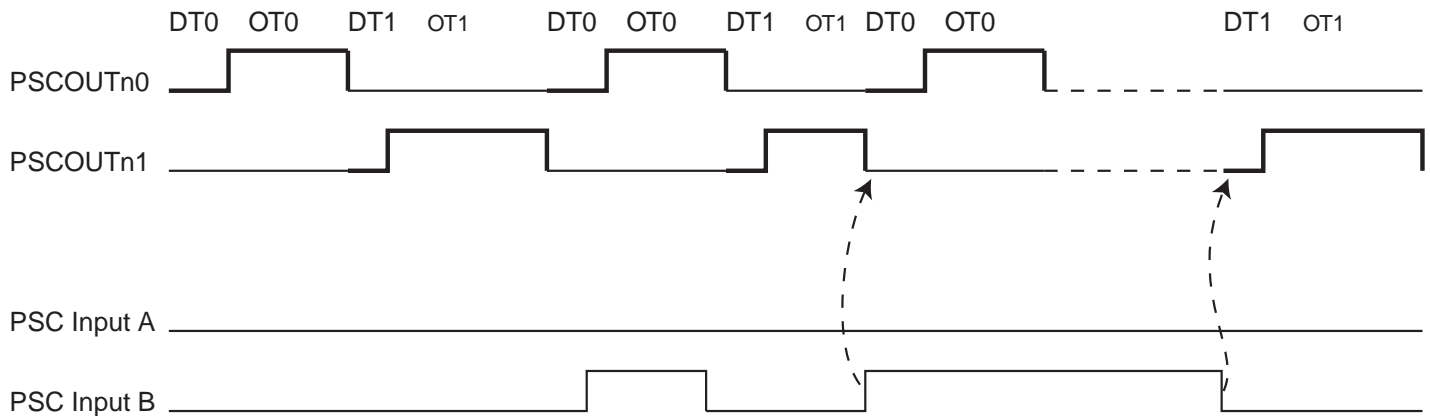 DT0 OT0 DT1 OT1 DT0 OT0 DT1 OT1 DT0 OT0 DT1 OT1
PSCOUTn0
PSCOUTn1
PSC Input A
PSC Input B